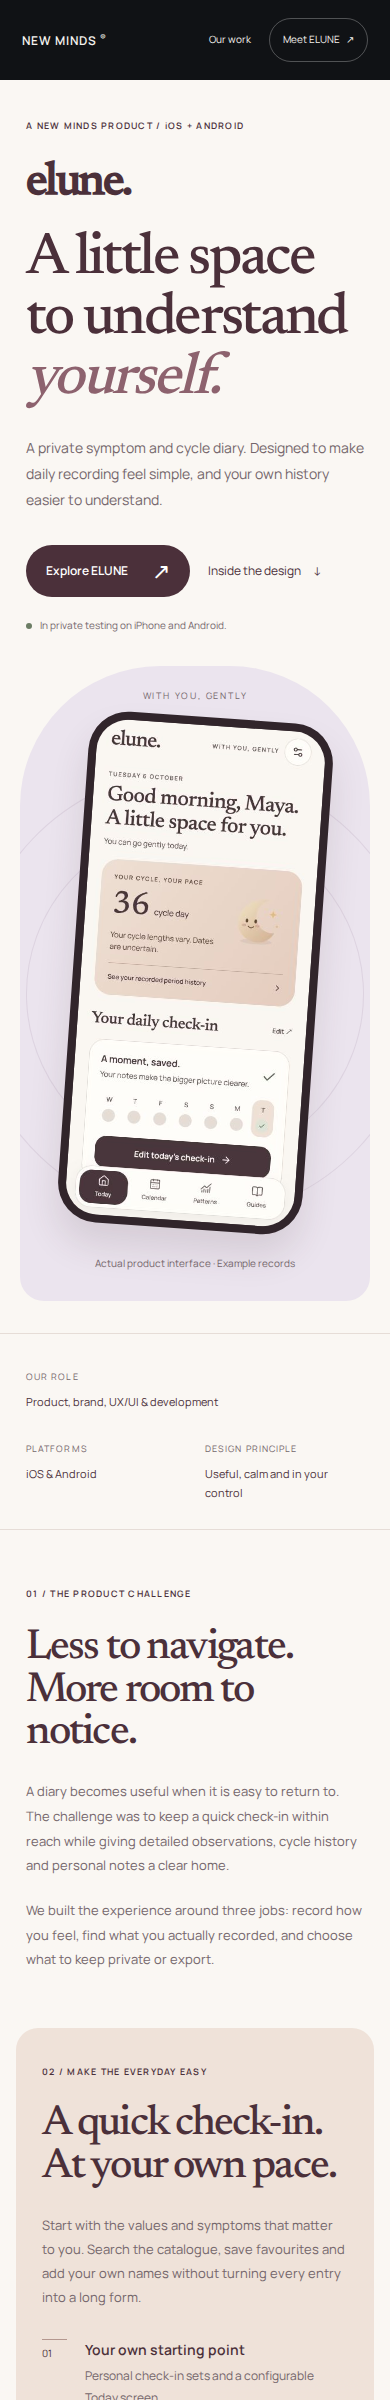 NEW MINDS ®
Our work
Meet ELUNE ↗
A NEW MINDS PRODUCT / iOS + ANDROID
elune.
A little space
to understand
yourself.
A private symptom and cycle diary. Designed to make
daily recording feel simple, and your own history
easier to understand.
Explore ELUNE ↗
Inside the design ↓
In private testing on iPhone and Android.
WITH YOU, GENTLY
elune.
WITH YOU, GENTLY
TUESDAY 6 OCTOBER
Good morning, Maya.
A little space for you.
You can go gently today.
YOUR CYCLE, YOUR PACE
36 cycle day
Your cycle lengths vary. Dates
are uncertain.
See your recorded period history
Your daily check-in
Edit ↗
A moment, saved.
Your notes make the bigger picture clearer.
W T F S S M T
Edit today's check-in →
Today Calendar Patterns Guides
Actual product interface · Example records
OUR ROLE
Product, brand, UX/UI & development
PLATFORMS
iOS & Android
DESIGN PRINCIPLE
Useful, calm and in your
control
01 / THE PRODUCT CHALLENGE
Less to navigate.
More room to
notice.
A diary becomes useful when it is easy to return to.
The challenge was to keep a quick check-in within
reach while giving detailed observations, cycle history
and personal notes a clear home.
We built the experience around three jobs: record how
you feel, find what you actually recorded, and choose
what to keep private or export.
02 / MAKE THE EVERYDAY EASY
A quick check-in.
At your own pace.
Start with the values and symptoms that matter
to you. Search the catalogue, save favourites and
add your own names without turning every entry
into a long form.
01
Your own starting point
Personal check-in sets and a configurable
Today screen